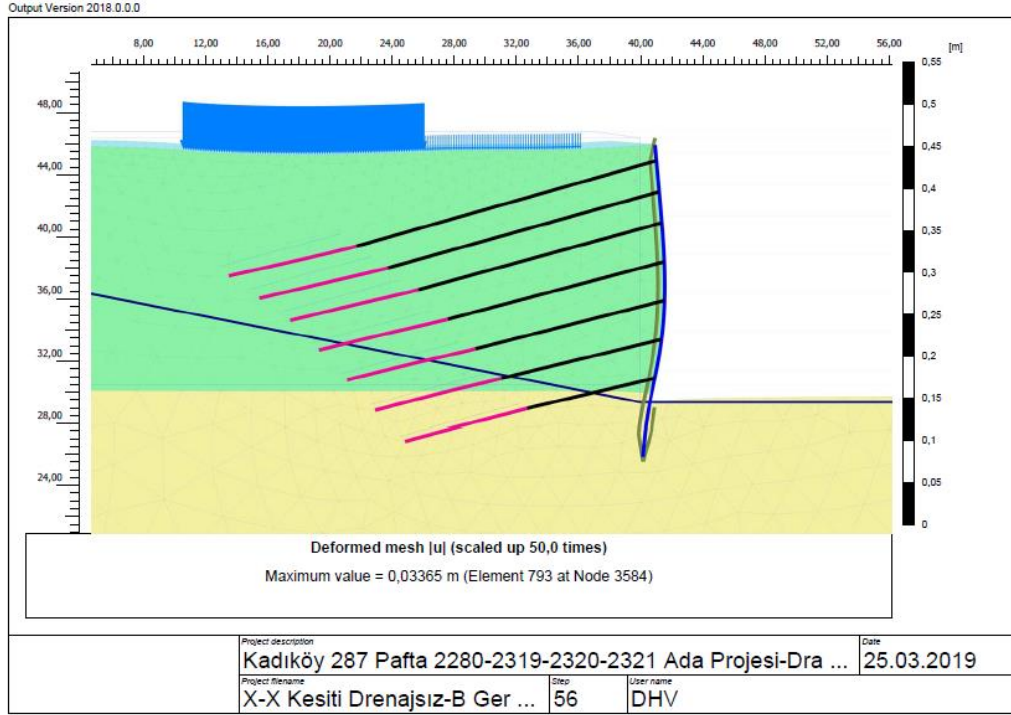 Output Version 2018.0.0.0
8,00 12,00 16,00 20,00 24,00 28,00 32,00 36,00 40,00 44,00 48,00 52,00 56,00
[m]
48,00
44,00
40,00
36,00
32,00
28,00
24,00
0,55
0,5
0,45
0,4
0,35
0,3
0,25
0,2
0,15
0,1
0,05
0
Deformed mesh |u| (scaled up 50,0 times)
Maximum value = 0,03365 m (Element 793 at Node 3584)
Project description
Kadıköy 287 Pafta 2280-2319-2320-2321 Ada Projesi-Dra ...
Date
25.03.2019
Project filename
X-X Kesiti Drenajsız-B Ger ...
Step
56
User name
DHV